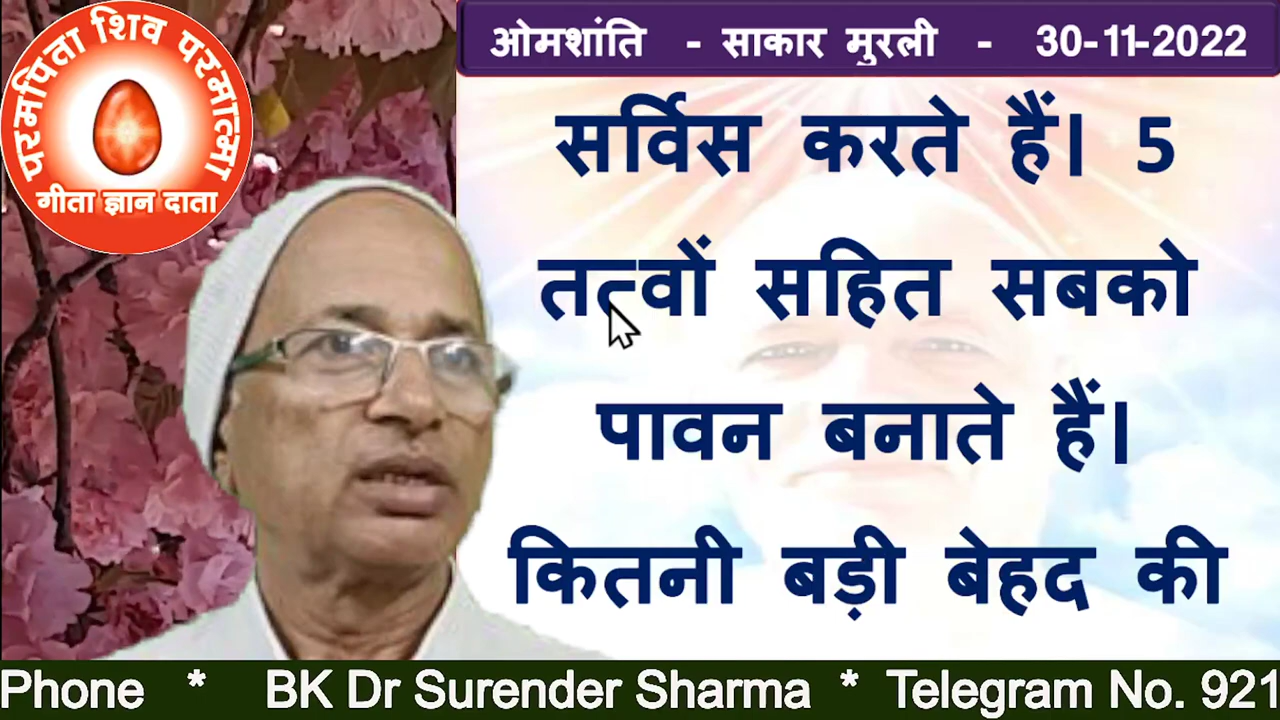 परमपिता शिव परमात्मा
गीता ज्ञान दाता
ओमशांति - साकार मुरली - 30-11-2022
सर्विस करते हैं। 5
तत्वों सहित सबको
पावन बनाते हैं।
कितनी बड़ी बेहद की
Phone * BK Dr Surender Sharma * Telegram No. 921